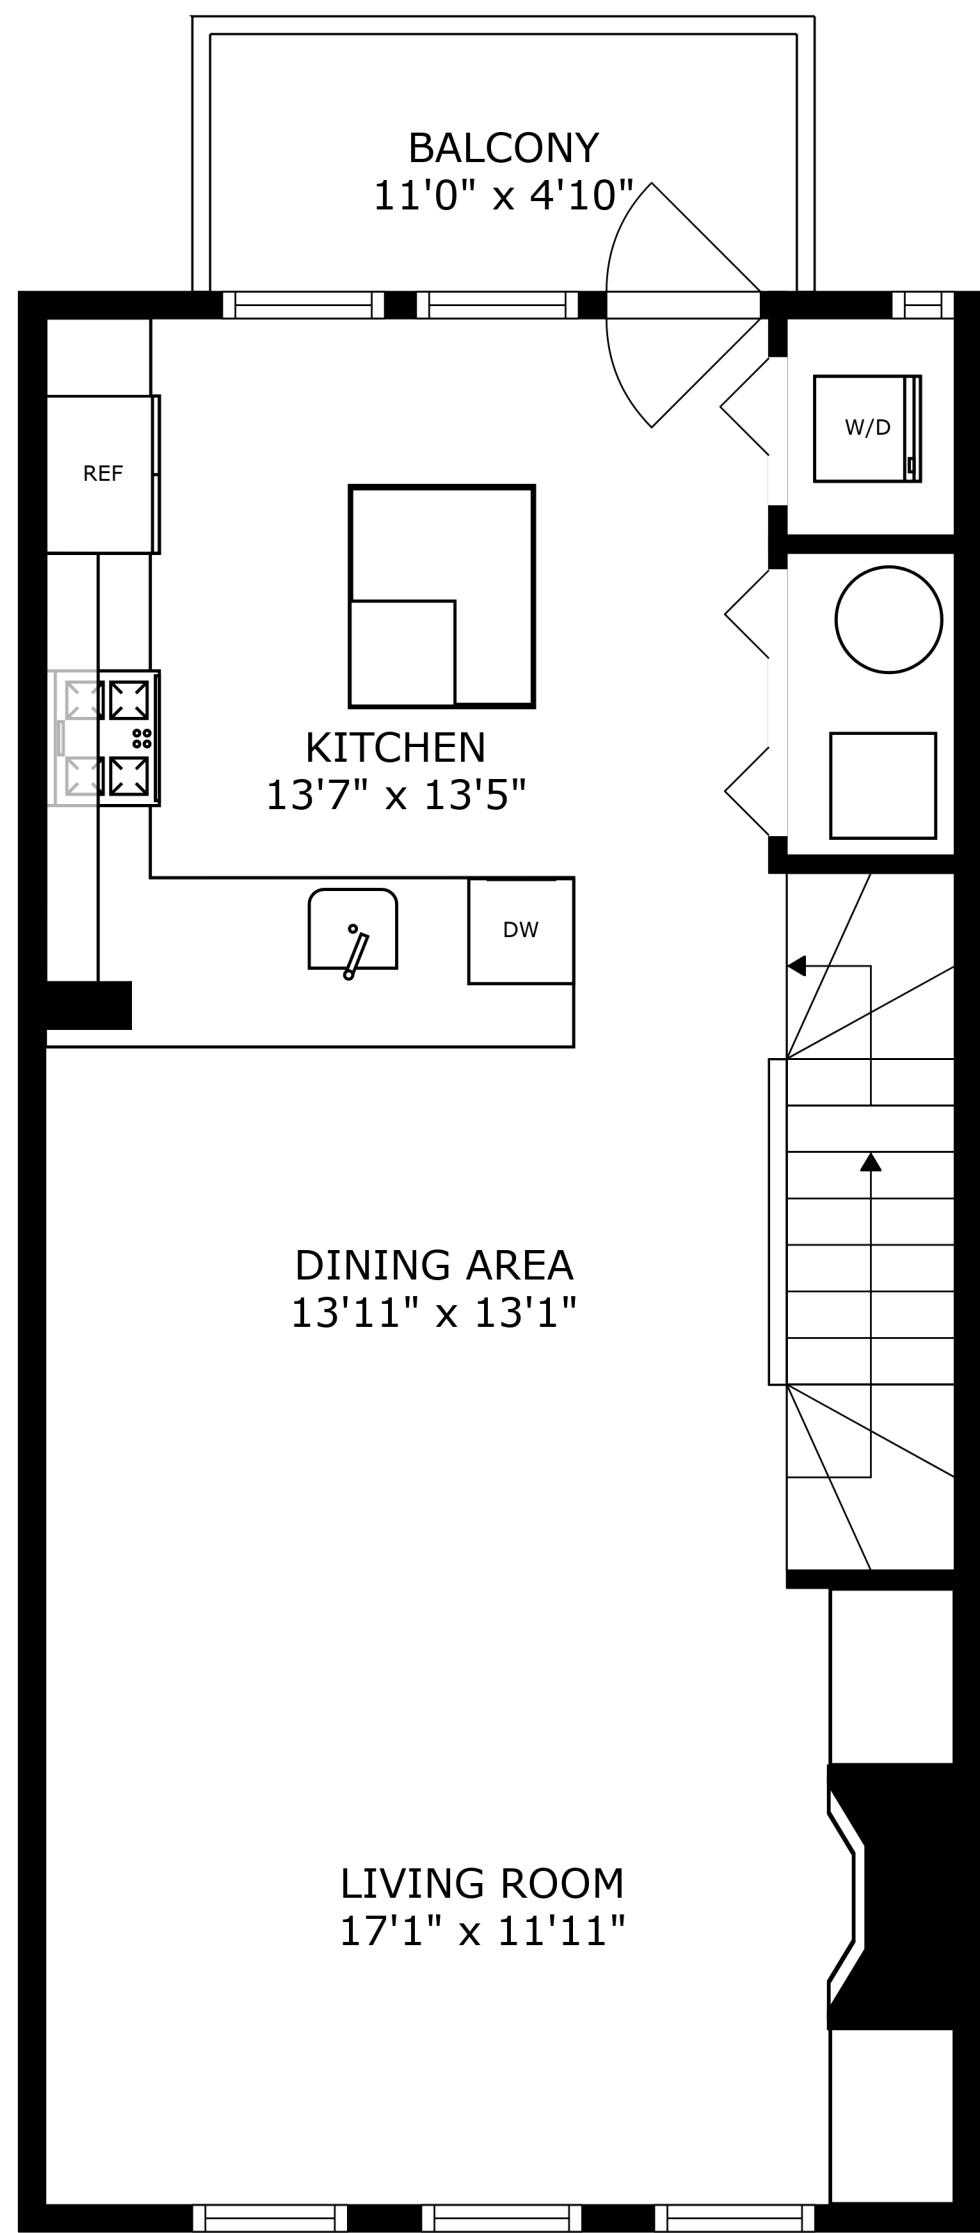 BALCONY
11'0" x 4'10"
W/D
REF
KITCHEN
13'7" x 13'5"
DW
DINING AREA
13'11" x 13'1"
LIVING ROOM
17'1" x 11'11"